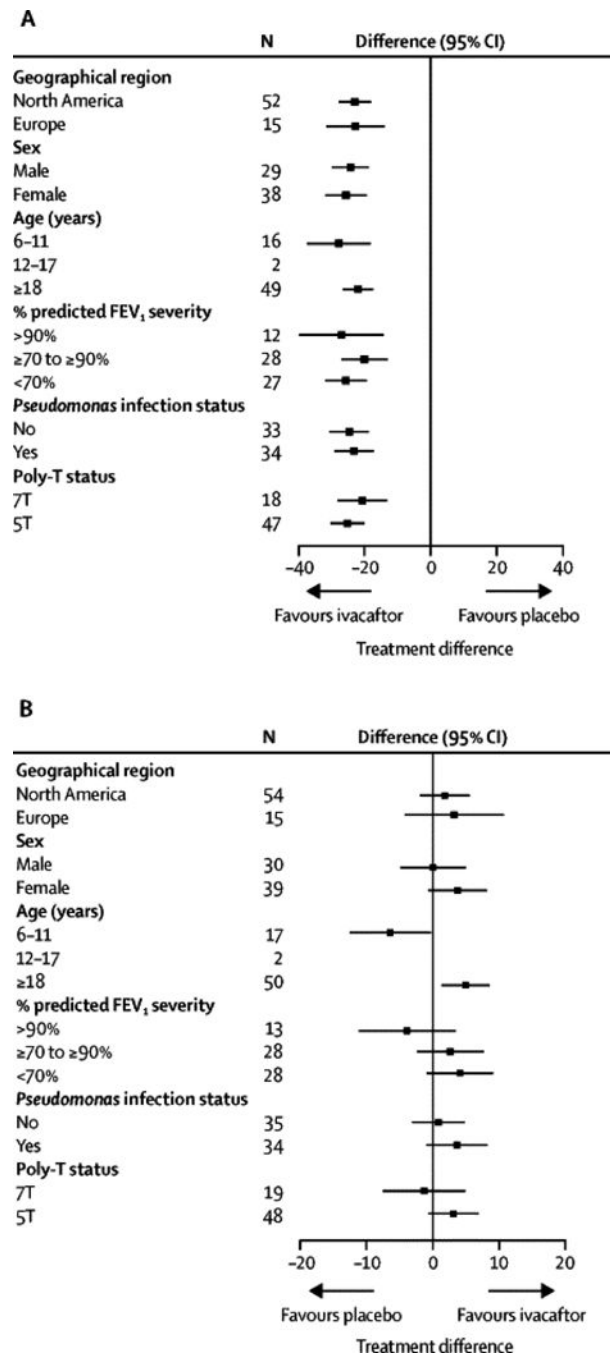 A
N Difference (95% CI)
Geographical region
North America 52
Europe 15
Sex
Male 29
Female 38
Age (years)
6–11 16
12–17 2
≥18 49
% predicted FEV₁ severity
>90% 12
≥70 to ≥90% 28
<70% 27
Pseudomonas infection status
No 33
Yes 34
Poly-T status
7T 18
5T 47
−40 −20 0 20 40
Favours ivacaftor Favours placebo
Treatment difference
B
N Difference (95% CI)
Geographical region
North America 54
Europe 15
Sex
Male 30
Female 39
Age (years)
6–11 17
12–17 2
≥18 50
% predicted FEV₁ severity
>90% 13
≥70 to ≥90% 28
<70% 28
Pseudomonas infection status
No 35
Yes 34
Poly-T status
7T 19
5T 48
−20 −10 0 10 20
Favours placebo Favours ivacaftor
Treatment difference